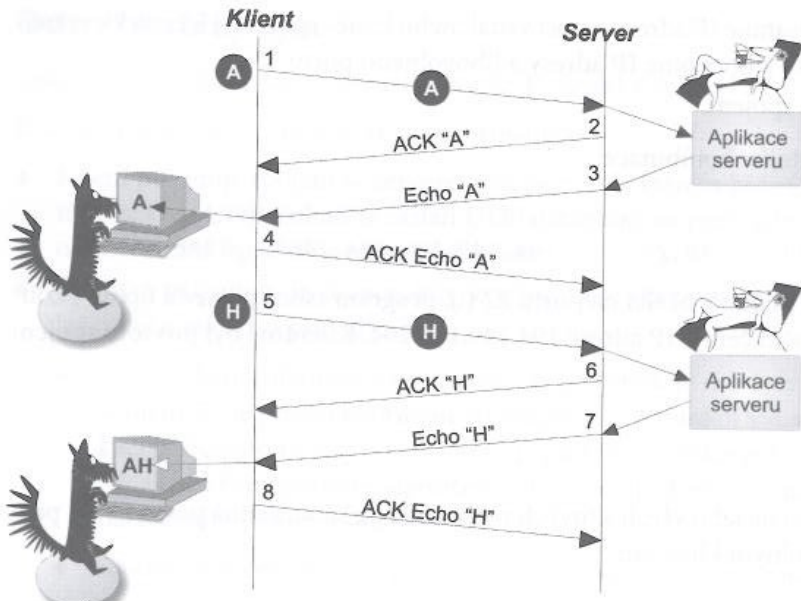 Klient
Server
1
A
A
2
ACK "A"
Aplikace
serveru
3
Echo "A"
A
4
ACK Echo "A"
5
H
H
6
ACK "H"
Aplikace
serveru
7
Echo "H"
AH
8
ACK Echo "H"